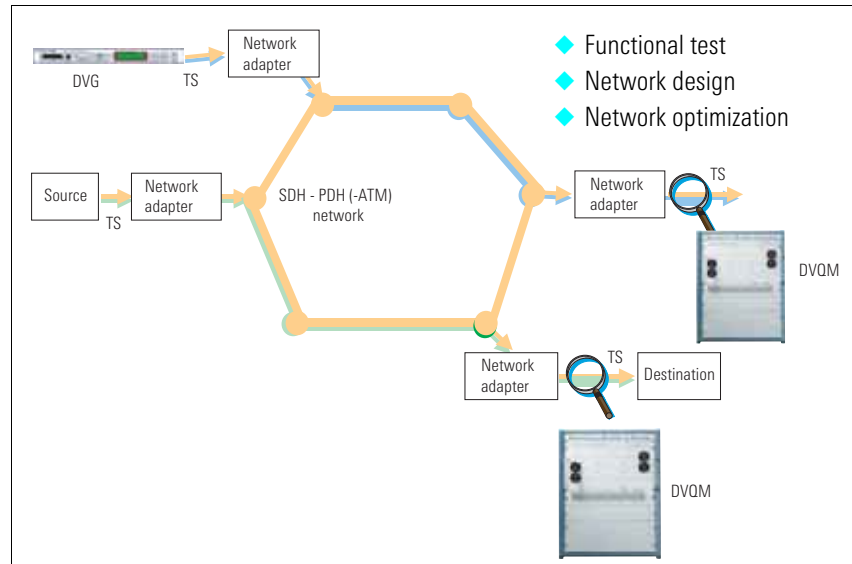 Network
adapter
DVG
TS
Functional test
Network design
Network optimization
Source
TS
Network
adapter
SDH - PDH (-ATM)
network
Network
adapter
TS
DVQM
Network
adapter
TS
Destination
DVQM